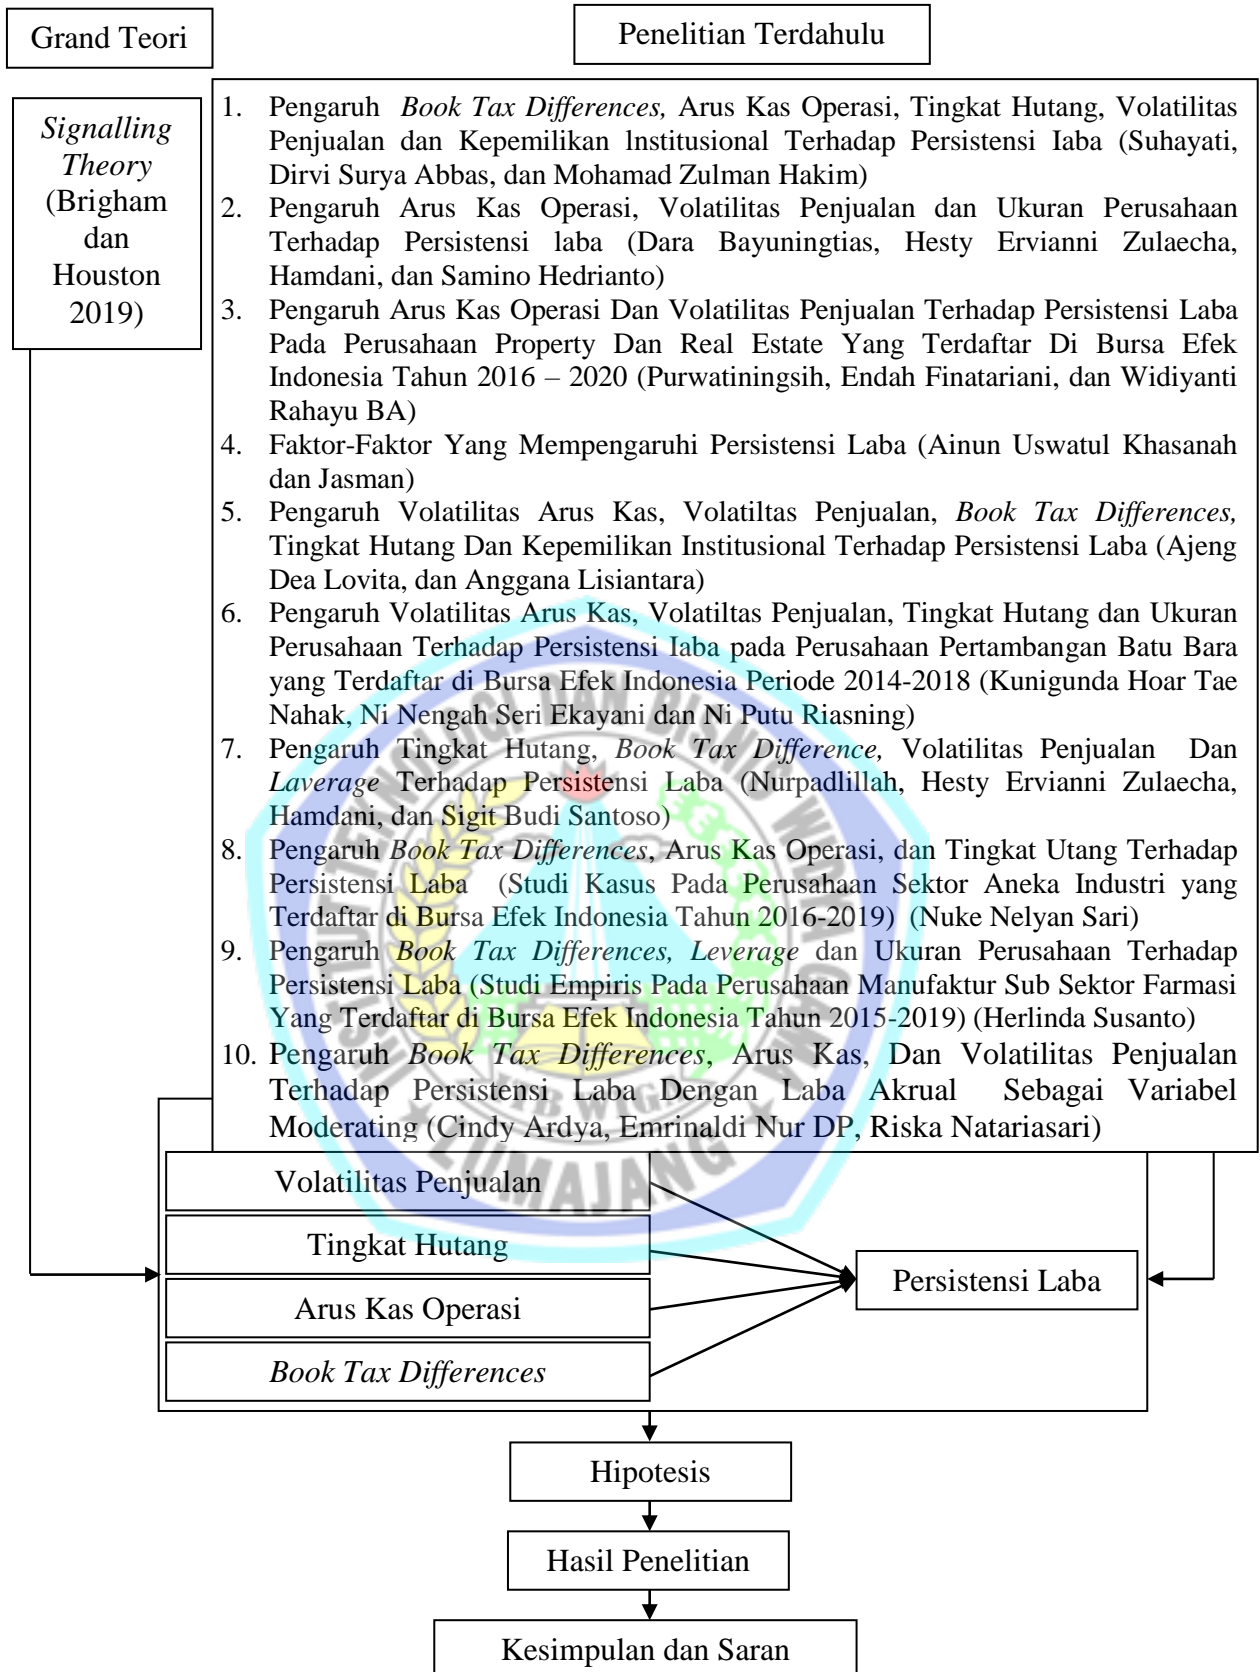 Grand Teori
Penelitian Terdahulu
Signalling
Theory
(Brigham
dan
Houston
2019)
1. Pengaruh Book Tax Differences, Arus Kas Operasi, Tingkat Hutang, Volatilitas
Penjualan dan Kepemilikan lnstitusional Terhadap Persistensi Iaba (Suhayati,
Dirvi Surya Abbas, dan Mohamad Zulman Hakim)
2. Pengaruh Arus Kas Operasi, Volatilitas Penjualan dan Ukuran Perusahaan
Terhadap Persistensi laba (Dara Bayuningtias, Hesty Ervianni Zulaecha,
Hamdani, dan Samino Hedrianto)
3. Pengaruh Arus Kas Operasi Dan Volatilitas Penjualan Terhadap Persistensi Laba
Pada Perusahaan Property Dan Real Estate Yang Terdaftar Di Bursa Efek
Indonesia Tahun 2016 – 2020 (Purwatiningsih, Endah Finatariani, dan Widiyanti
Rahayu BA)
4. Faktor-Faktor Yang Mempengaruhi Persistensi Laba (Ainun Uswatul Khasanah
dan Jasman)
5. Pengaruh Volatilitas Arus Kas, Volatiltas Penjualan, Book Tax Differences,
Tingkat Hutang Dan Kepemilikan Institusional Terhadap Persistensi Laba (Ajeng
Dea Lovita, dan Anggana Lisiantara)
6. Pengaruh Volatilitas Arus Kas, Volatiltas Penjualan, Tingkat Hutang dan Ukuran
Perusahaan Terhadap Persistensi Iaba pada Perusahaan Pertambangan Batu Bara
yang Terdaftar di Bursa Efek Indonesia Periode 2014-2018 (Kunigunda Hoar Tae
Nahak, Ni Nengah Seri Ekayani dan Ni Putu Riasning)
7. Pengaruh Tingkat Hutang, Book Tax Difference, Volatilitas Penjualan Dan
Laverage Terhadap Persistensi Laba (Nurpadlillah, Hesty Ervianni Zulaecha,
Hamdani, dan Sigit Budi Santoso)
8. Pengaruh Book Tax Differences, Arus Kas Operasi, dan Tingkat Utang Terhadap
Persistensi Laba (Studi Kasus Pada Perusahaan Sektor Aneka Industri yang
Terdaftar di Bursa Efek Indonesia Tahun 2016-2019) (Nuke Nelyan Sari)
9. Pengaruh Book Tax Differences, Leverage dan Ukuran Perusahaan Terhadap
Persistensi Laba (Studi Empiris Pada Perusahaan Manufaktur Sub Sektor Farmasi
Yang Terdaftar di Bursa Efek Indonesia Tahun 2015-2019) (Herlinda Susanto)
10. Pengaruh Book Tax Differences, Arus Kas, Dan Volatilitas Penjualan
Terhadap Persistensi Laba Dengan Laba Akrual Sebagai Variabel
Moderating (Cindy Ardya, Emrinaldi Nur DP, Riska Natariasari)
INSTITUT TEKNOLOGI DAN BISNIS WIDYA GAMA
ITB WIGA
LUMAJANG
Volatilitas Penjualan
Tingkat Hutang
Arus Kas Operasi
Book Tax Differences
Persistensi Laba
Hipotesis
Hasil Penelitian
Kesimpulan dan Saran